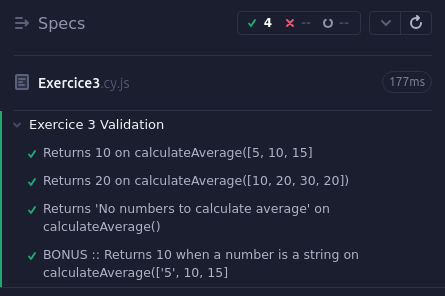 Specs
4 -- --
Exercice3.cy.js
177ms
Exercice 3 Validation
Returns 10 on calculateAverage([5, 10, 15]
Returns 20 on calculateAverage([10, 20, 30, 20])
Returns 'No numbers to calculate average' on
calculateAverage()
BONUS :: Returns 10 when a number is a string on
calculateAverage(['5', 10, 15]